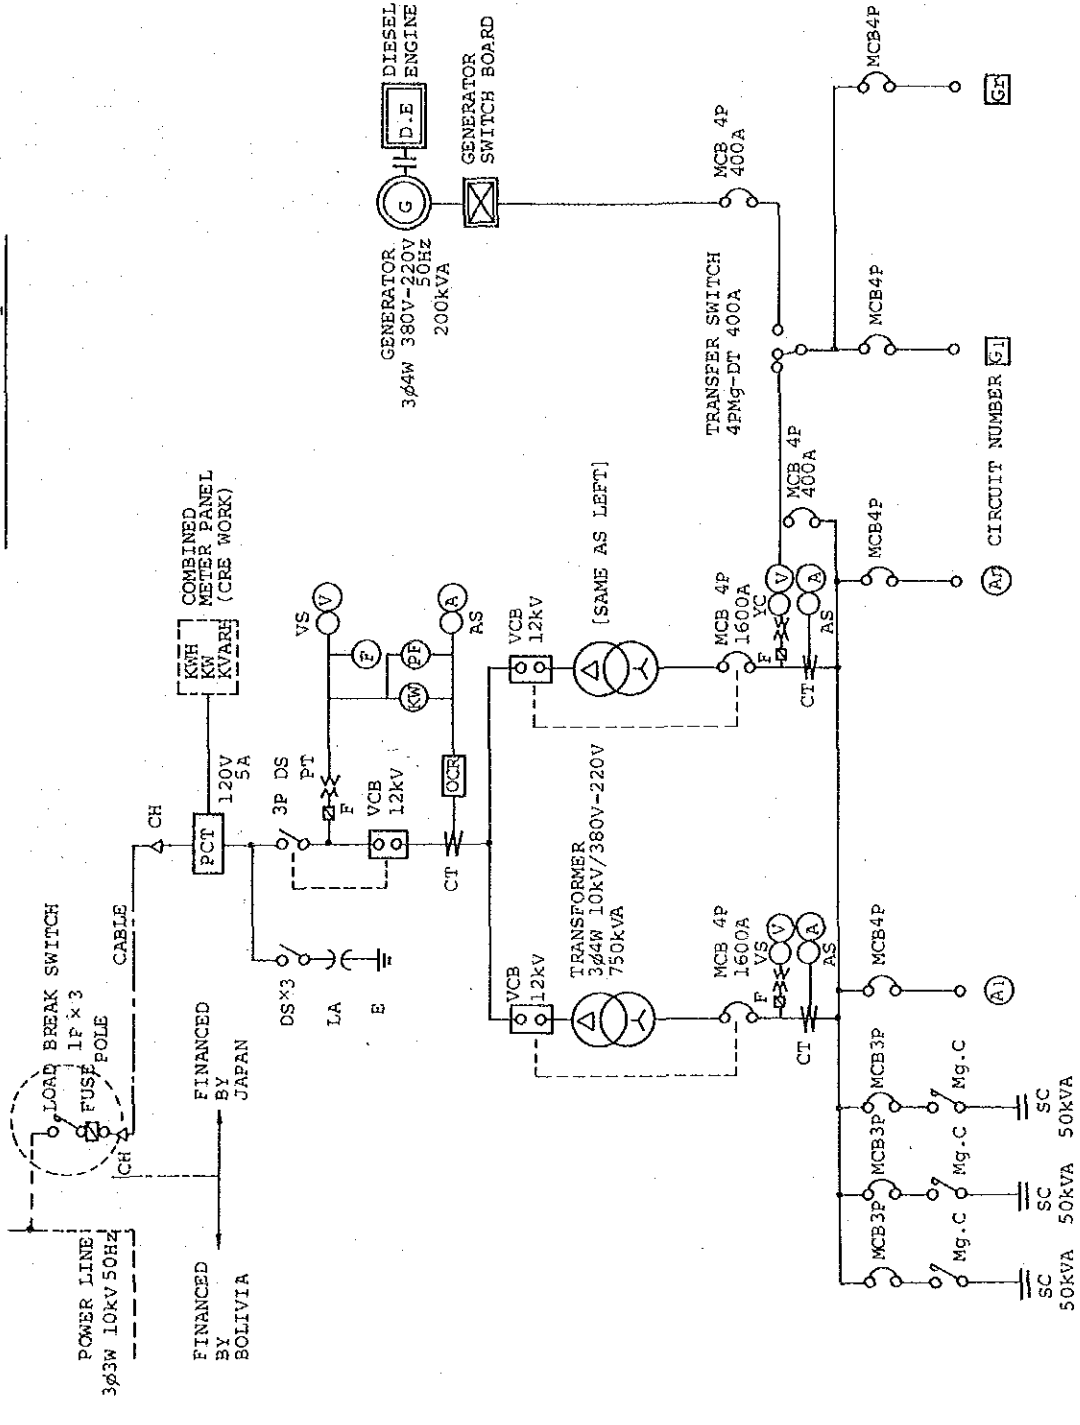 POWER LINE
3φ3W 10kV 50Hz
FINANCED
BY
BOLIVIA
FINANCED
BY
JAPAN
LOAD BREAK SWITCH
1P×3
FUSE
POLE
CH
CABLE
CH
PCT
120V
5A
KWH
KW
KVARH
COMBINED
METER PANEL
(CRE WORK)
DS×3
LA
E
3P DS
PT
F
VS
V
F
KW
PF
A
AS
OCR
VCB
12kV
CT
VCB
12kV
TRANSFORMER
3φ4W 10kV/380V-220V
750kVA
MCB 4P
1600A
VS
V
F
A
AS
CT
VCB
12kV
[SAME AS LEFT]
MCB 4P
1600A
YC
V
F
A
AS
CT
MCB 4P
400A
GENERATOR
3φ4W 380V-220V
50Hz
200kVA
G
D.E
DIESEL
ENGINE
GENERATOR
SWITCH BOARD
MCB 4P
400A
TRANSFER SWITCH
4PMg-DT 400A
MCB3P
Mg.C
SC
50kVA
MCB3P
Mg.C
SC
50kVA
MCB3P
Mg.C
SC
50kVA
MCB4P
A1
MCB4P
An
CIRCUIT NUMBER
MCB4P
G1
MCB4P
Gn